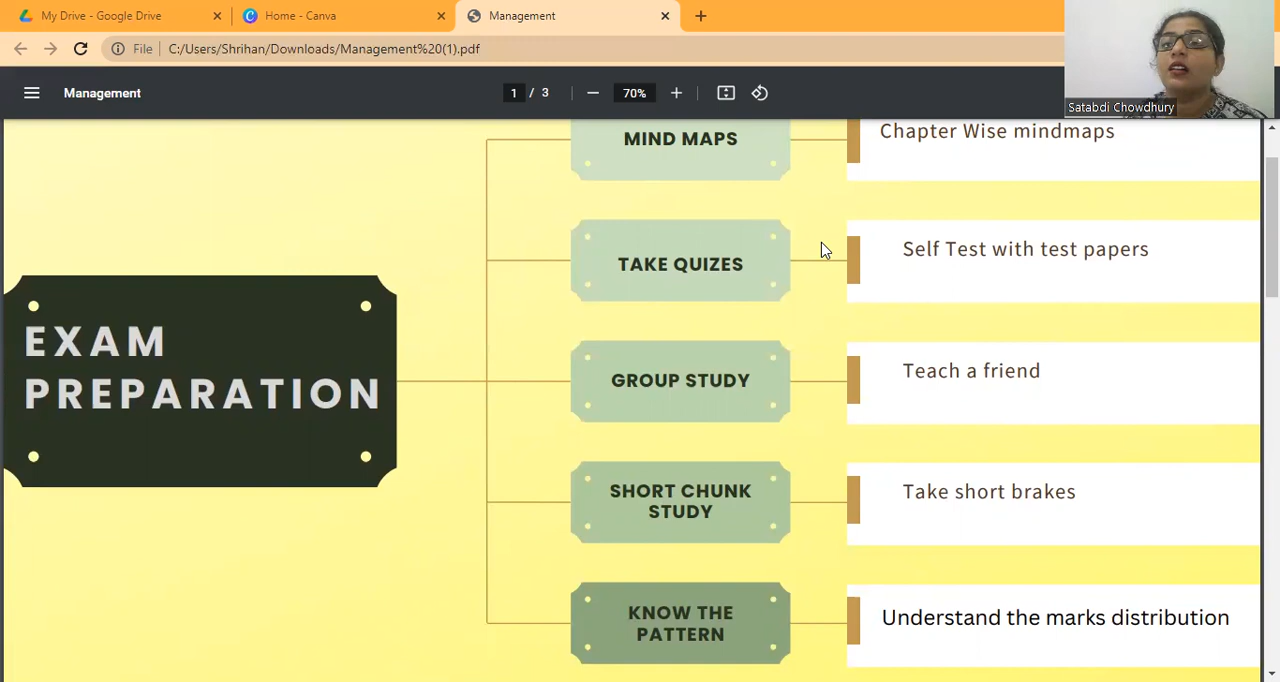 My Drive - Google Drive
Home - Canva
Management
File
C:/Users/Shrihan/Downloads/Management%20(1).pdf
Management
1 / 3
70%
Satabdi Chowdhury
MIND MAPS
Chapter Wise mindmaps
TAKE QUIZES
Self Test with test papers
EXAM
PREPARATION
GROUP STUDY
Teach a friend
SHORT CHUNK
STUDY
Take short brakes
KNOW THE
PATTERN
Understand the marks distribution